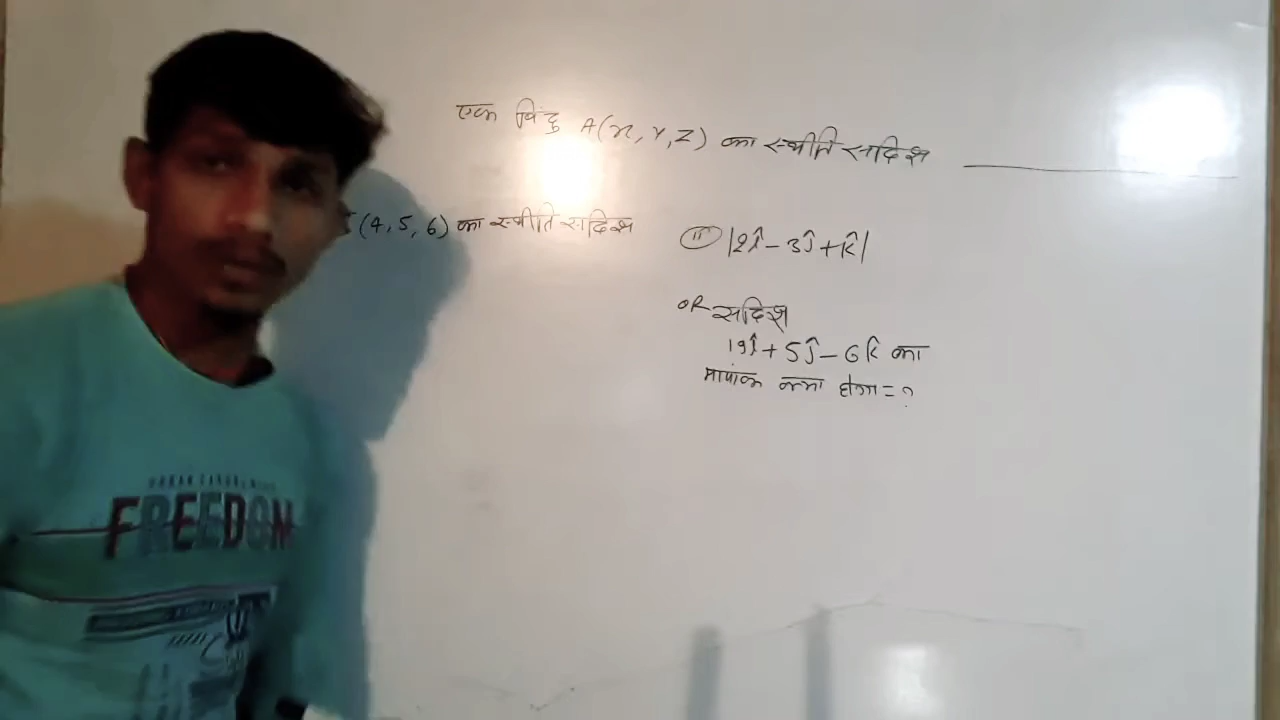 एक बिंदु A(x, y, z) का स्थीति सदिश
(4, 5, 6) का स्थीति सदिश
ii |2î - 3ĵ + k̂|
OR सदिश
19î + 5ĵ - 6k̂ का
मापांक क्या होगा = ?
FREEDOM